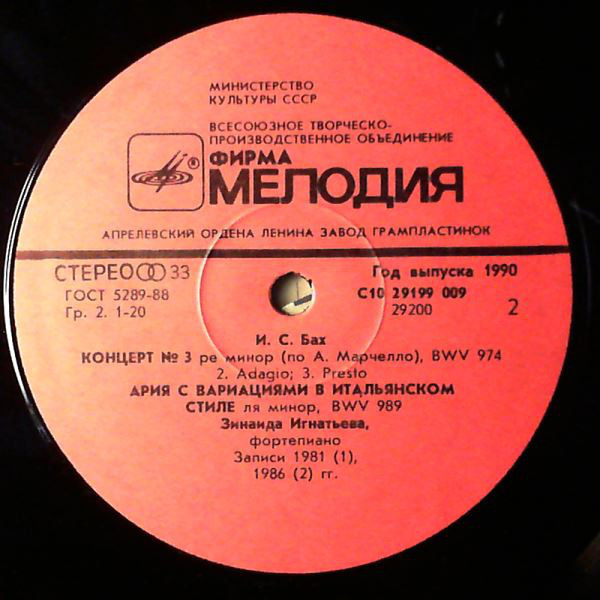 МИНИСТЕРСТВО
КУЛЬТУРЫ СССР
ВСЕСОЮЗНОЕ ТВОРЧЕСКО-
ПРОИЗВОДСТВЕННОЕ ОБЪЕДИНЕНИЕ
®
ФИРМА
МЕЛОДИЯ
АПРЕЛЕВСКИЙ ОРДЕНА ЛЕНИНА ЗАВОД ГРАМПЛАСТИНОК
СТЕРЕО 33
Год выпуска 1990
ГОСТ 5289-88
С10 29199 009
Гр. 2. 1-20
29200
2
И. С. Бах
КОНЦЕРТ № 3 ре минор (по А. Марчелло), BWV 974
2. Adagio; 3. Presto
АРИЯ С ВАРИАЦИЯМИ В ИТАЛЬЯНСКОМ
СТИЛЕ ля минор, BWV 989
Зинаида Игнатьева,
фортепиано
Записи 1981 (1),
1986 (2) гг.